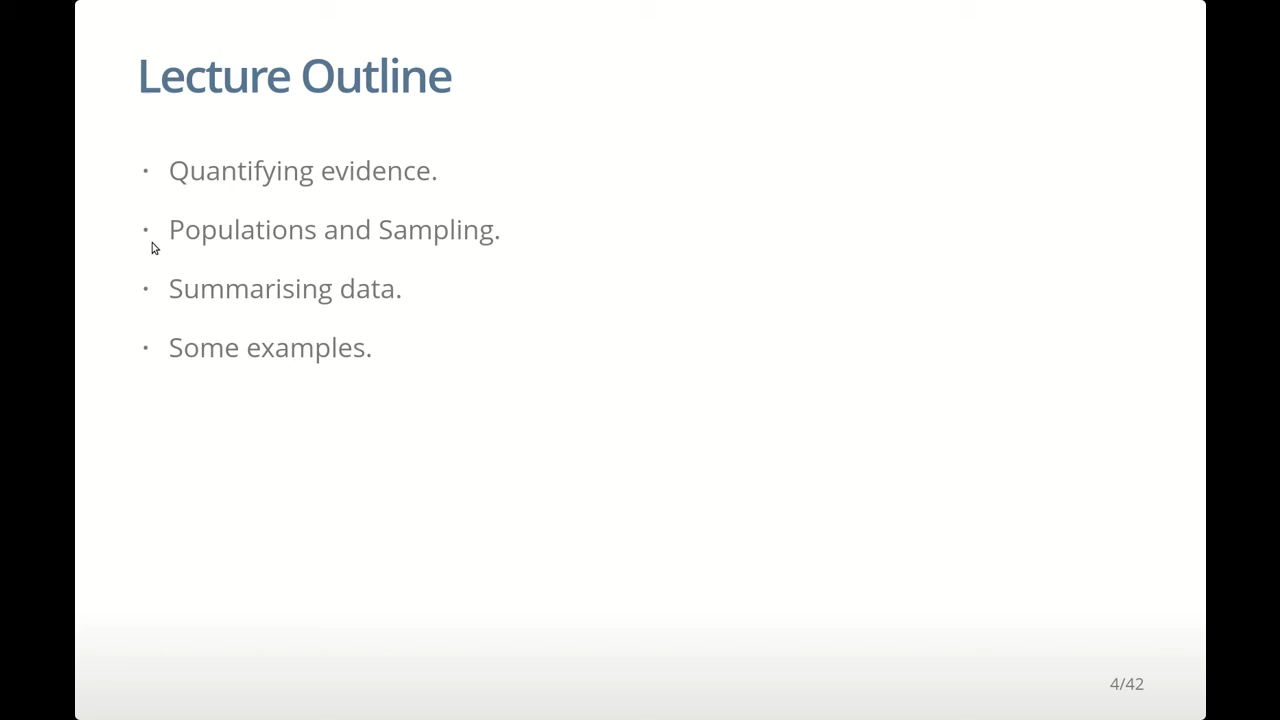 Lecture Outline
· Quantifying evidence.
· Populations and Sampling.
· Summarising data.
· Some examples.
4/42